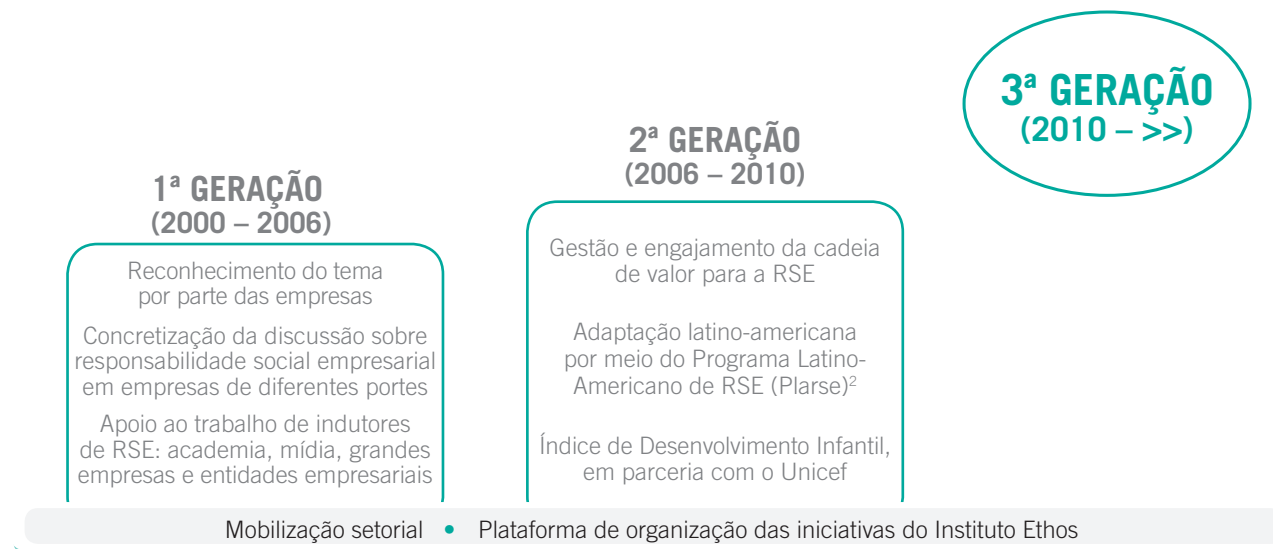 1ª GERAÇÃO
(2000 – 2006)
Reconhecimento do tema
por parte das empresas
Concretização da discussão sobre
responsabilidade social empresarial
em empresas de diferentes portes
Apoio ao trabalho de indutores
de RSE: academia, mídia, grandes
empresas e entidades empresariais
2ª GERAÇÃO
(2006 – 2010)
Gestão e engajamento da cadeia
de valor para a RSE
Adaptação latino-americana
por meio do Programa Latino-
Americano de RSE (Plarse)²
Índice de Desenvolvimento Infantil,
em parceria com o Unicef
3ª GERAÇÃO
(2010 – >>)
Mobilização setorial • Plataforma de organização das iniciativas do Instituto Ethos